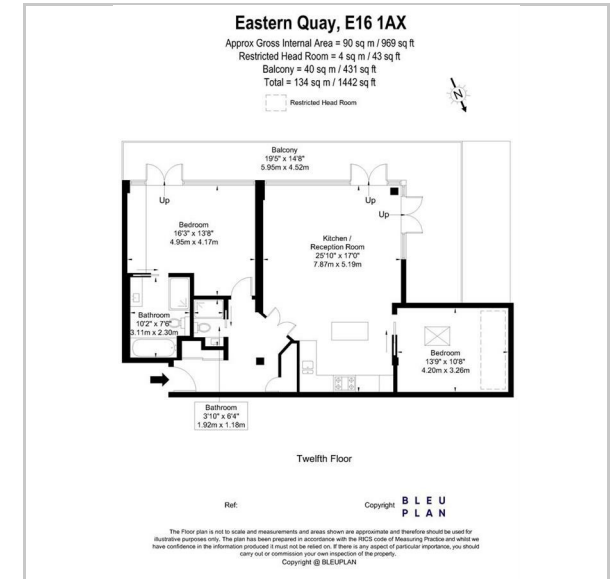 Eastern Quay, E16 1AX
Approx Gross Internal Area = 90 sq m / 969 sq ft
Restricted Head Room = 4 sq m / 43 sq ft
Balcony = 40 sq m / 431 sq ft
Total = 134 sq m / 1442 sq ft
Restricted Head Room
N
Balcony
19'5" x 14'8"
5.95m x 4.52m
Up
Up
Up
Bedroom
16'3" x 13'8"
4.95m x 4.17m
Kitchen /
Reception Room
25'10" x 17'0"
7.87m x 5.19m
Bathroom
10'2" x 7'6"
3.11m x 2.30m
Bedroom
13'9" x 10'8"
4.20m x 3.26m
Bathroom
3'10" x 6'4"
1.92m x 1.18m
Twelfth Floor
Ref:
Copyright BLEU
PLAN
The Floor plan is not to scale and measurements and areas shown are approximate and therefore should be used for
illustrative purposes only. The plan has been prepared in accordance with the RICS code of Measuring Practice and whilst we
have confidence in the information produced it must not be relied on. If there is any aspect of particular importance, you should
carry out or commission your own inspection of the property.
Copyright @ BLEUPLAN